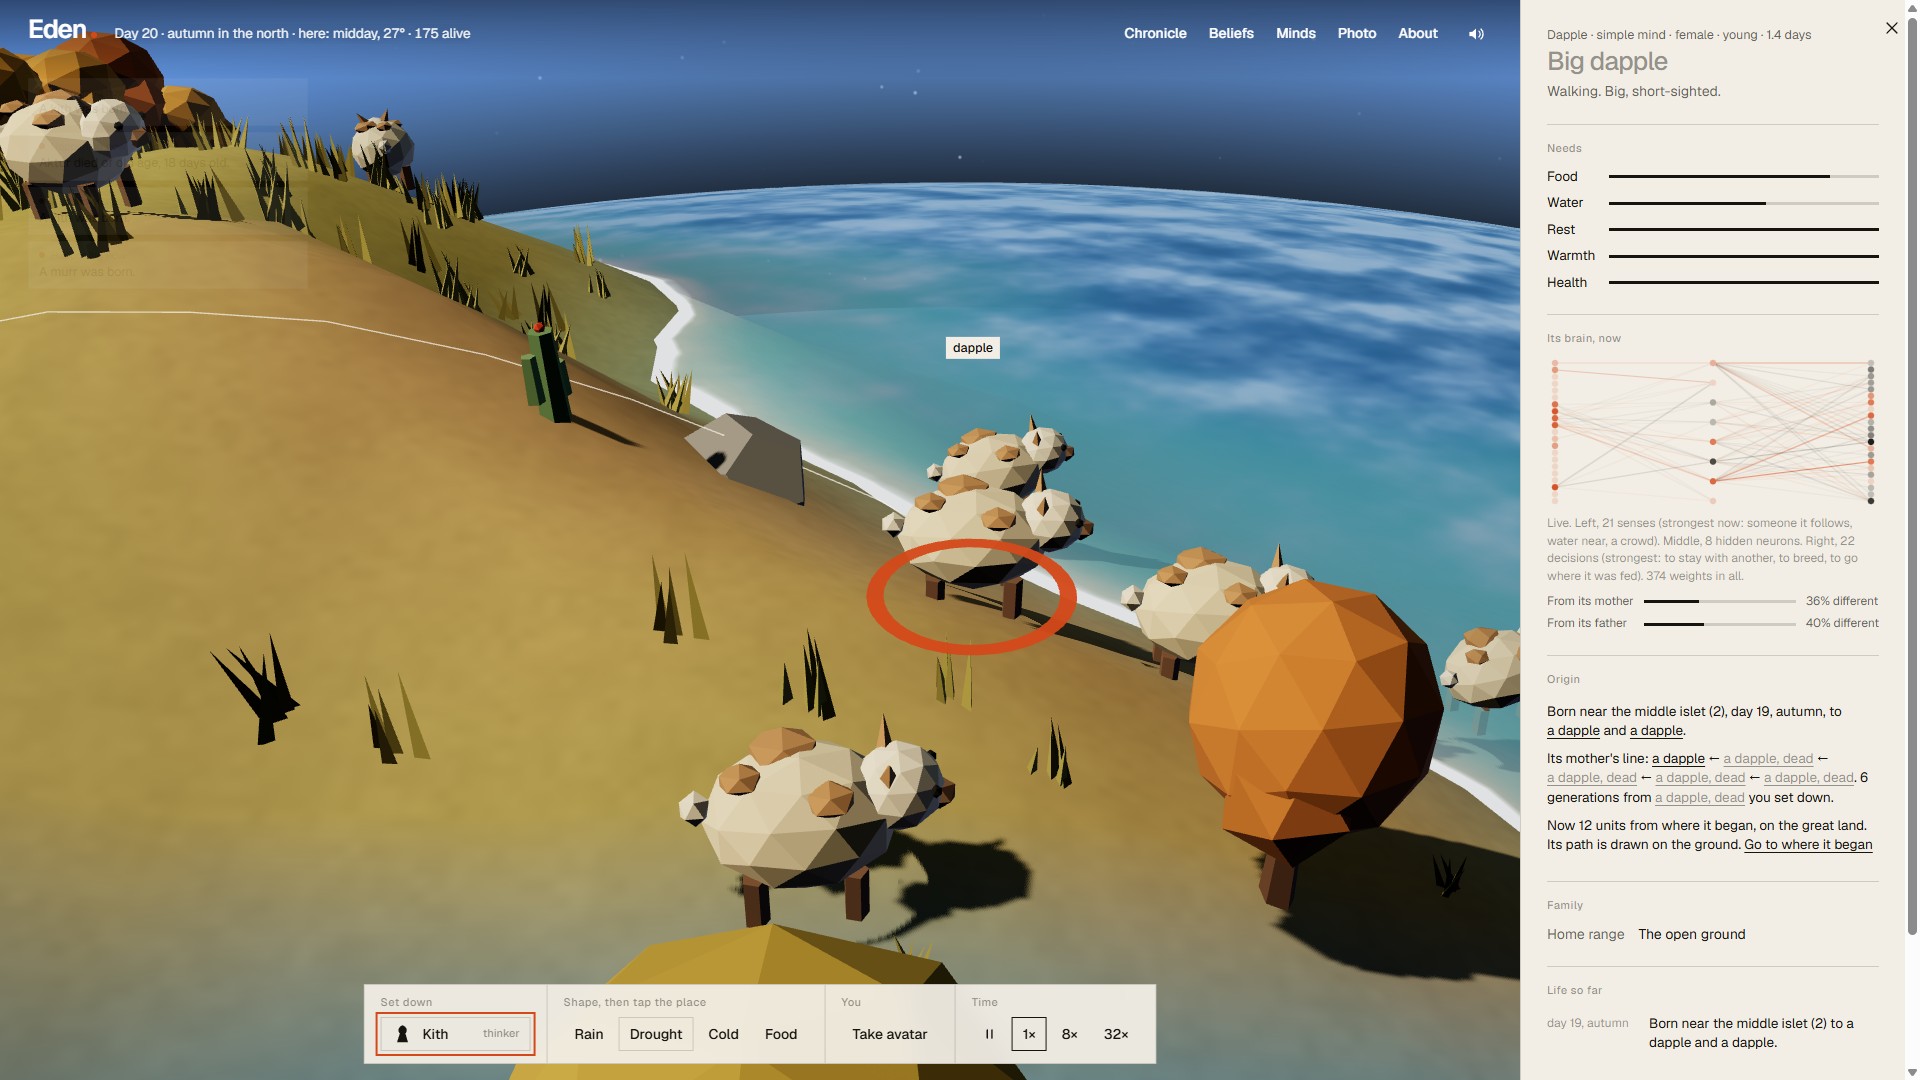 Eden
Day 20 · autumn in the north · here: midday, 27° · 175 alive
Chronicle Beliefs Minds Photo About
A murr was born.
dapple
Set down
Kith thinker
Shape, then tap the place
Rain Drought Cold Food
You
Take avatar
Time
1× 8× 32×
Dapple · simple mind · female · young · 1.4 days
Big dapple
Walking. Big, short-sighted.
Needs
Food
Water
Rest
Warmth
Health
Its brain, now
Live. Left, 21 senses (strongest now: someone it follows,
water near, a crowd). Middle, 8 hidden neurons. Right, 22
decisions (strongest: to stay with another, to breed, to go
where it was fed). 374 weights in all.
From its mother 36% different
From its father 40% different
Origin
Born near the middle islet (2), day 19, autumn, to
a dapple and a dapple.
Its mother's line: a dapple ← a dapple, dead ←
a dapple, dead ← a dapple, dead ← a dapple, dead. 6
generations from a dapple, dead you set down.
Now 12 units from where it began, on the great land.
Its path is drawn on the ground. Go to where it began
Family
Home range The open ground
Life so far
day 19, autumn Born near the middle islet (2) to a
dapple and a dapple.